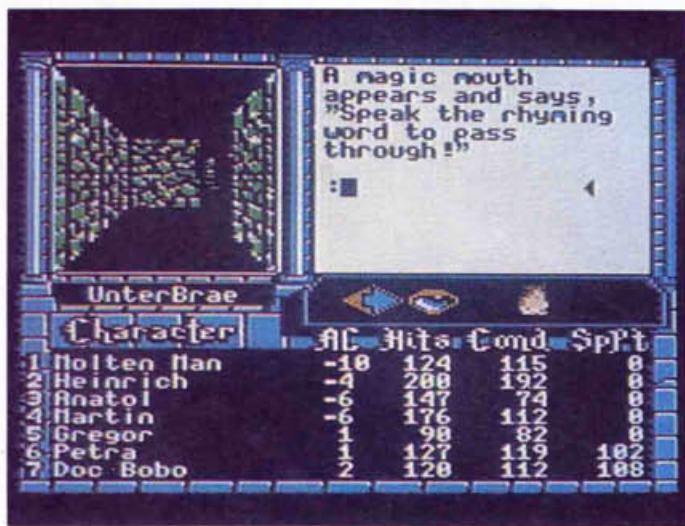 A magic mouth
appears and says,
"Speak the rhyming
word to pass
through!"
:
UnterBrae
Character AC Hits Cond SpPt
1 Molten Man -10 124 115 0
2 Heinrich -4 200 192 0
3 Anatol -6 147 74 0
4 Martin -6 176 112 0
5 Gregor 1 90 82 0
6 Petra 1 127 119 102
7 Doc Bobo 2 120 112 108